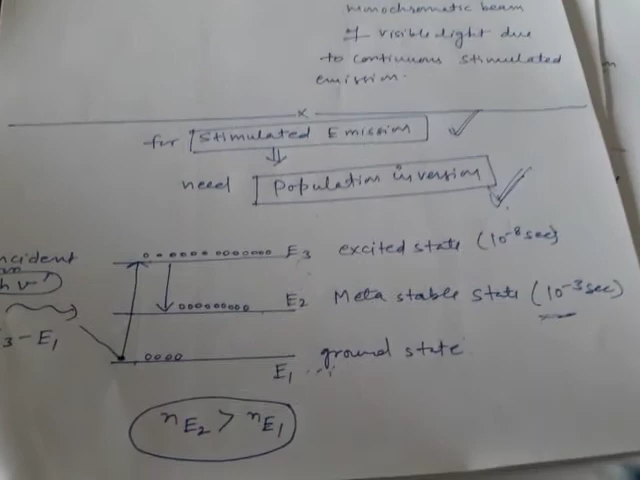 monochromatic beam
of visible light due
to continuous stimulated
emission.
x
for Stimulated Emission
⇓
need Population inversion
incident
hν'
E3 excited state (10⁻⁸ sec)
E2 Meta stable state (10⁻³ sec)
3 − E1
E1 ground state
nE2 > nE1